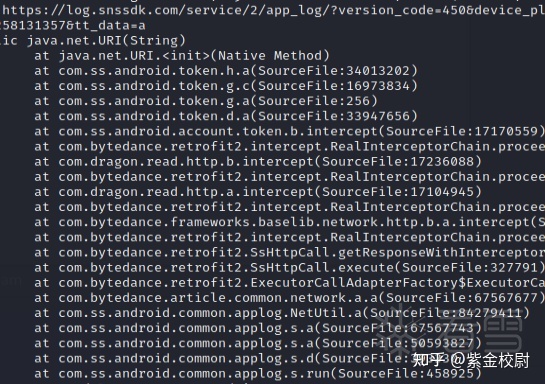 https://log.snssdk.com/service/2/app_log/?version_code=450&device_pl
258131357&tt_data=a
lic java.net.URI(String)
at java.net.URI.<init>(Native Method)
at com.ss.android.token.h.a(SourceFile:34013202)
at com.ss.android.token.g.c(SourceFile:16973834)
at com.ss.android.token.g.a(SourceFile:256)
at com.ss.android.token.d.a(SourceFile:33947656)
at com.ss.android.account.token.b.intercept(SourceFile:17170559)
at com.bytedance.retrofit2.intercept.RealInterceptorChain.procee
at com.dragon.read.http.b.intercept(SourceFile:17236088)
at com.bytedance.retrofit2.intercept.RealInterceptorChain.procee
at com.dragon.read.http.a.intercept(SourceFile:17104945)
at com.bytedance.retrofit2.intercept.RealInterceptorChain.procee
at com.bytedance.frameworks.baselib.network.http.b.a.intercept(S
at com.bytedance.retrofit2.intercept.RealInterceptorChain.procee
at com.bytedance.retrofit2.SsHttpCall.getResponseWithInterceptor
at com.bytedance.retrofit2.SsHttpCall.execute(SourceFile:327791)
at com.bytedance.retrofit2.ExecutorCallAdapterFactory$ExecutorCa
at com.bytedance.article.common.network.a.a(SourceFile:67567677)
at com.ss.android.common.applog.NetUtil.a(SourceFile:84279411)
at com.ss.android.common.applog.s.a(SourceFile:67567743)
at com.ss.android.common.applog.s.a(SourceFile:50593827)
at com.ss.android.common.applog.s.d(
at com.ss.android.common.applog.s.run(SourceFile:458925)
知乎 @紫金校尉